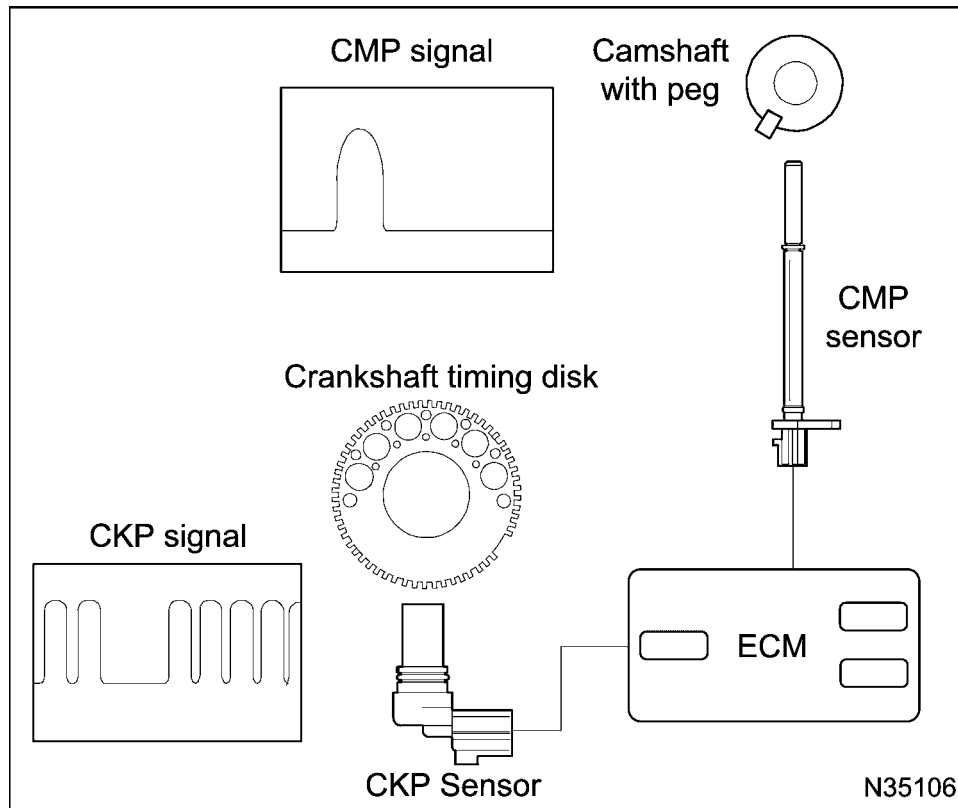 CMP signal
Camshaft
with peg
CMP
sensor
Crankshaft timing disk
CKP signal
ECM
CKP Sensor
N35106